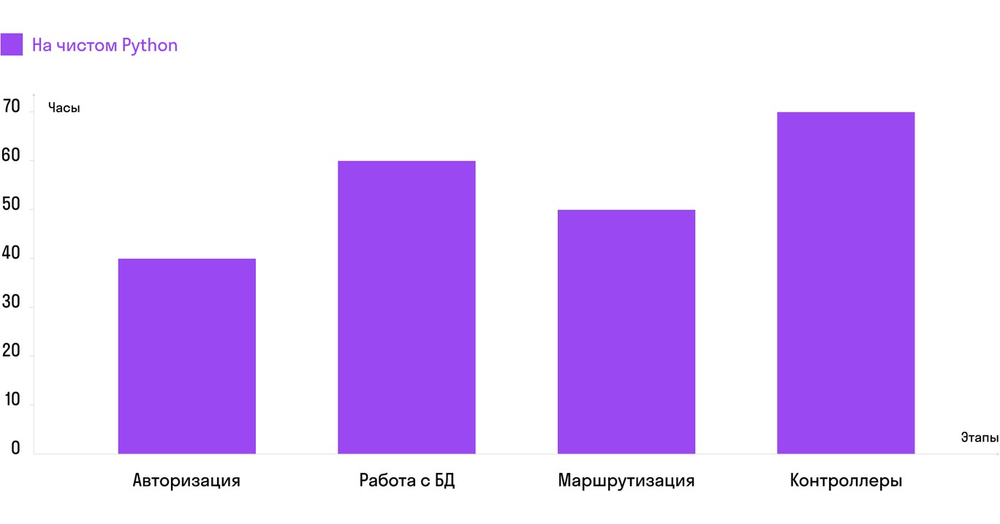 На чистом Python
Часы
70
60
50
40
30
20
10
0
Этапы
Авторизация
Работа с БД
Маршрутизация
Контроллеры